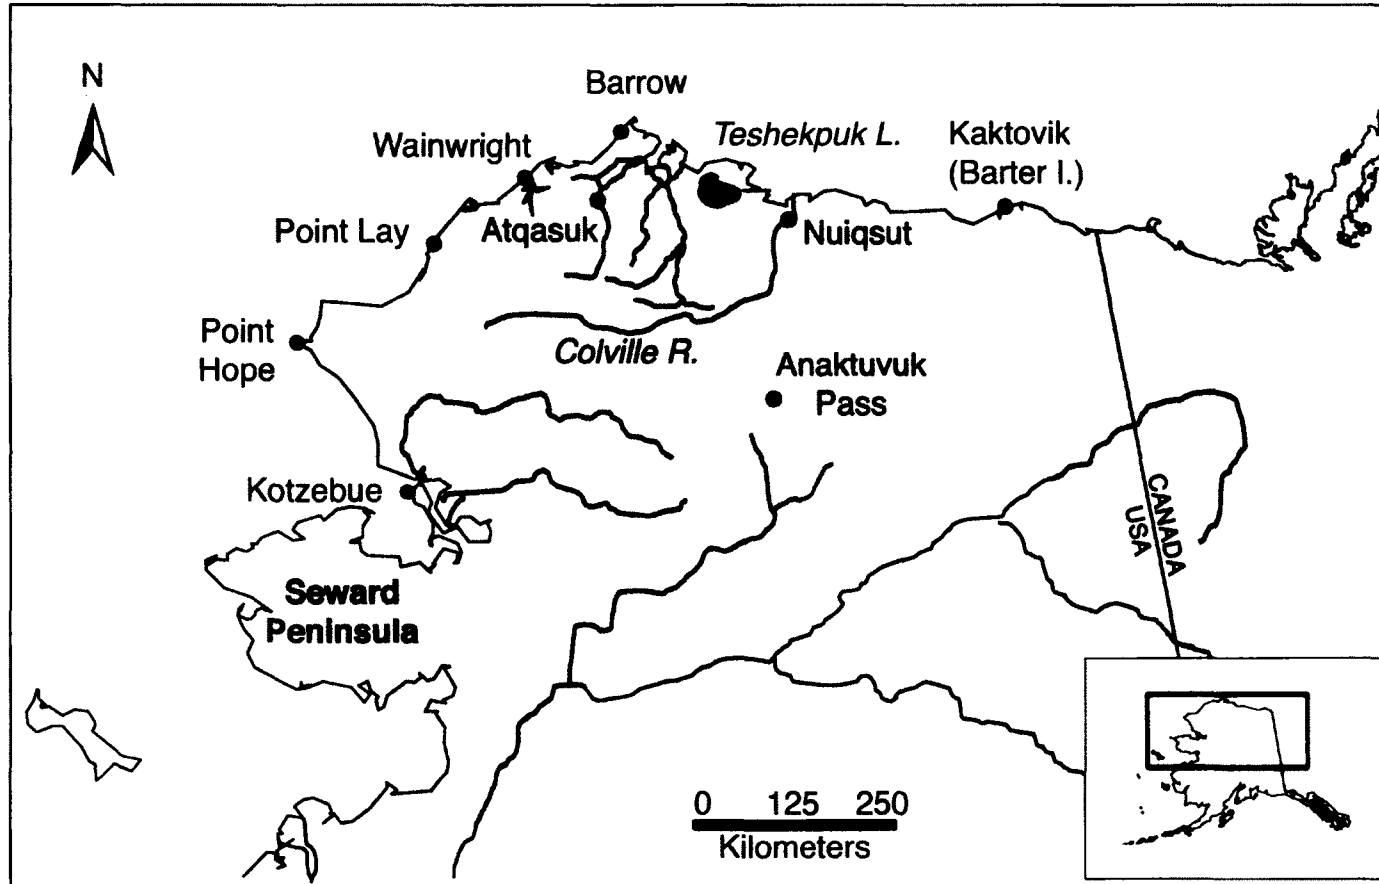 N
Barrow
Wainwright
Teshekpuk L.
Kaktovik
(Barter I.)
Point Lay
Atqasuk
Nuiqsut
Point
Hope
Colville R.
Anaktuvuk
Pass
Kotzebue
CANADA
USA
Seward
Peninsula
0 125 250
Kilometers